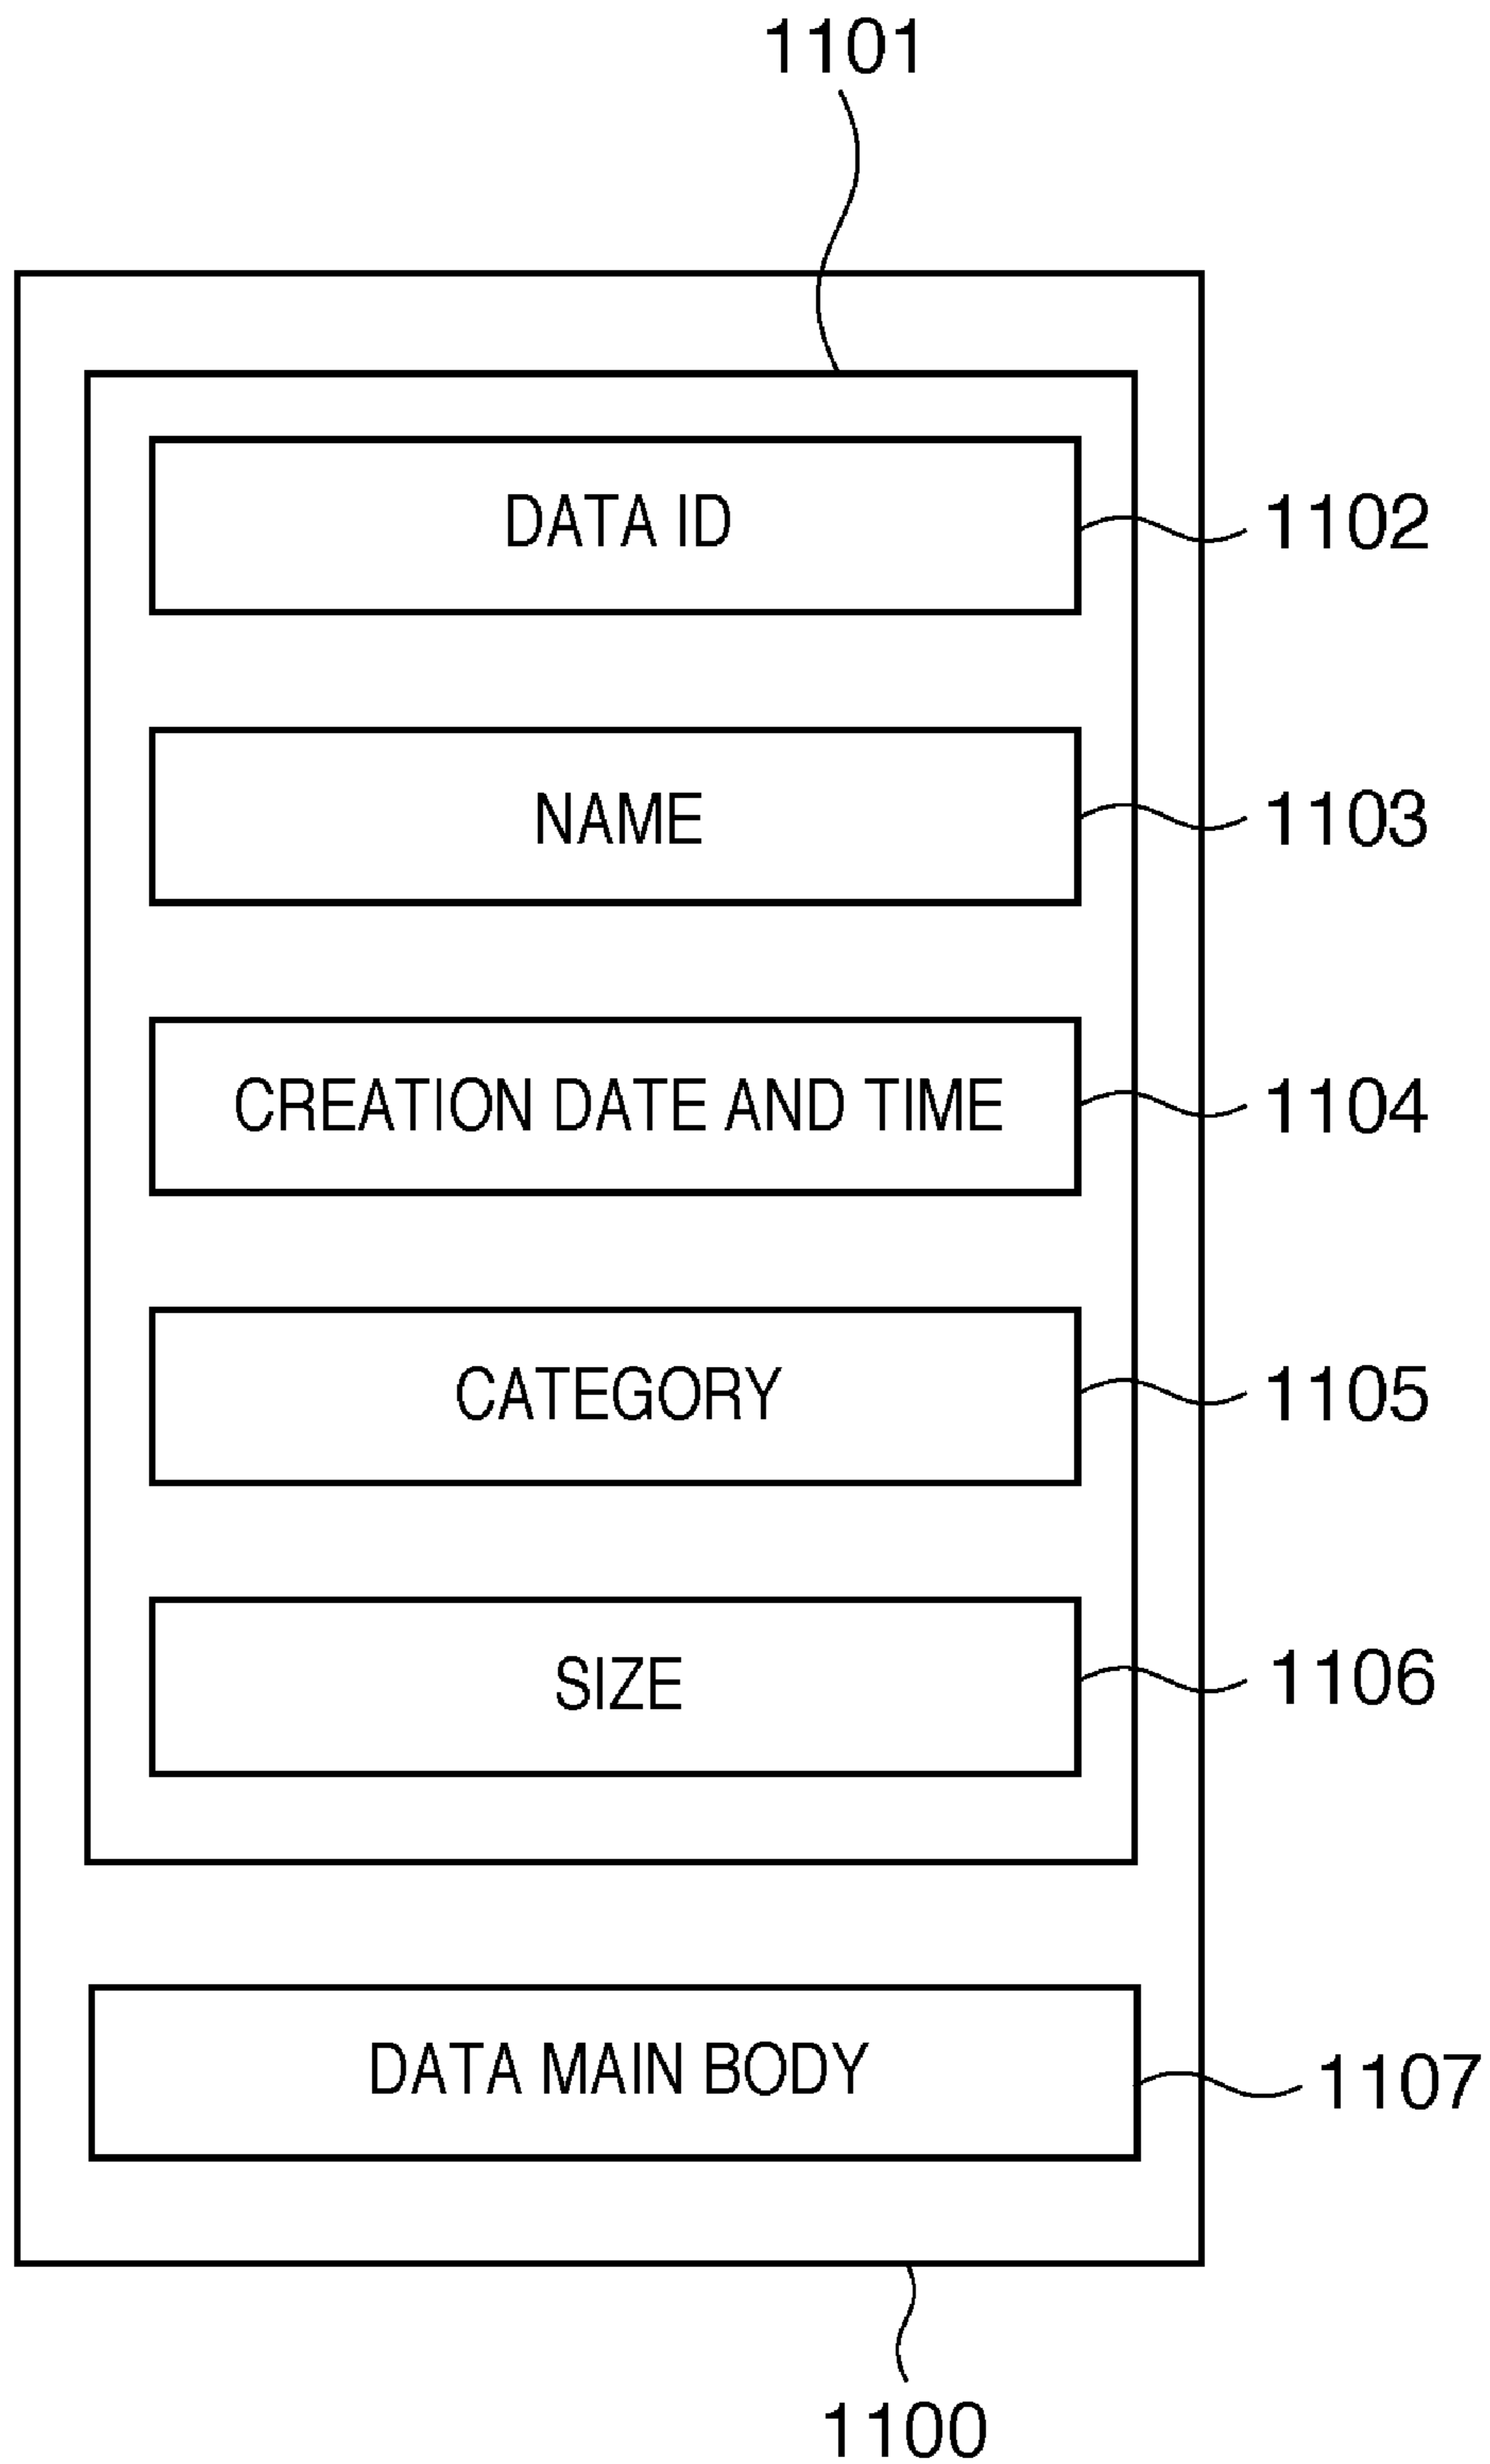 1101
DATA ID
1102
NAME
1103
CREATION DATE AND TIME
1104
CATEGORY
1105
SIZE
1106
DATA MAIN BODY
1107
1100